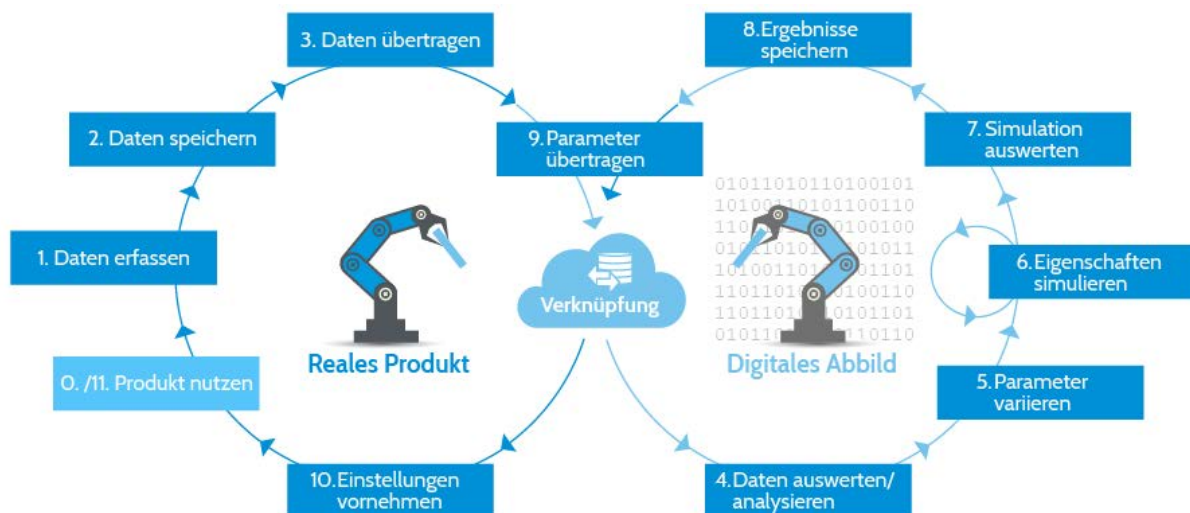 3. Daten übertragen
8.Ergebnisse
speichern
2. Daten speichern
9.Parameter
übertragen
7. Simulation
auswerten
1. Daten erfassen
6.Eigenschaften
simulieren
Verknüpfung
Reales Produkt
Digitales Abbild
0. /11. Produkt nutzen
5.Parameter
variieren
10.Einstellungen
vornehmen
4.Daten auswerten/
analysieren